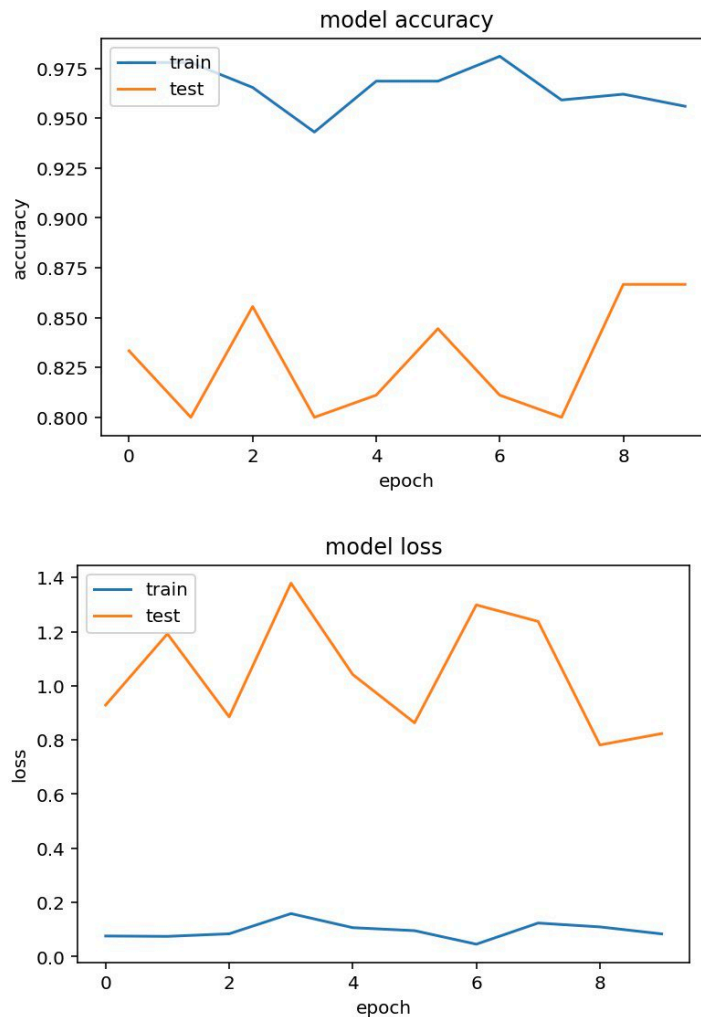 model accuracy
train
test
0.975
0.950
0.925
0.900
0.875
0.850
0.825
0.800
accuracy
0 2 4 6 8
epoch
model loss
train
test
1.4
1.2
1.0
0.8
0.6
0.4
0.2
0.0
loss
0 2 4 6 8
epoch